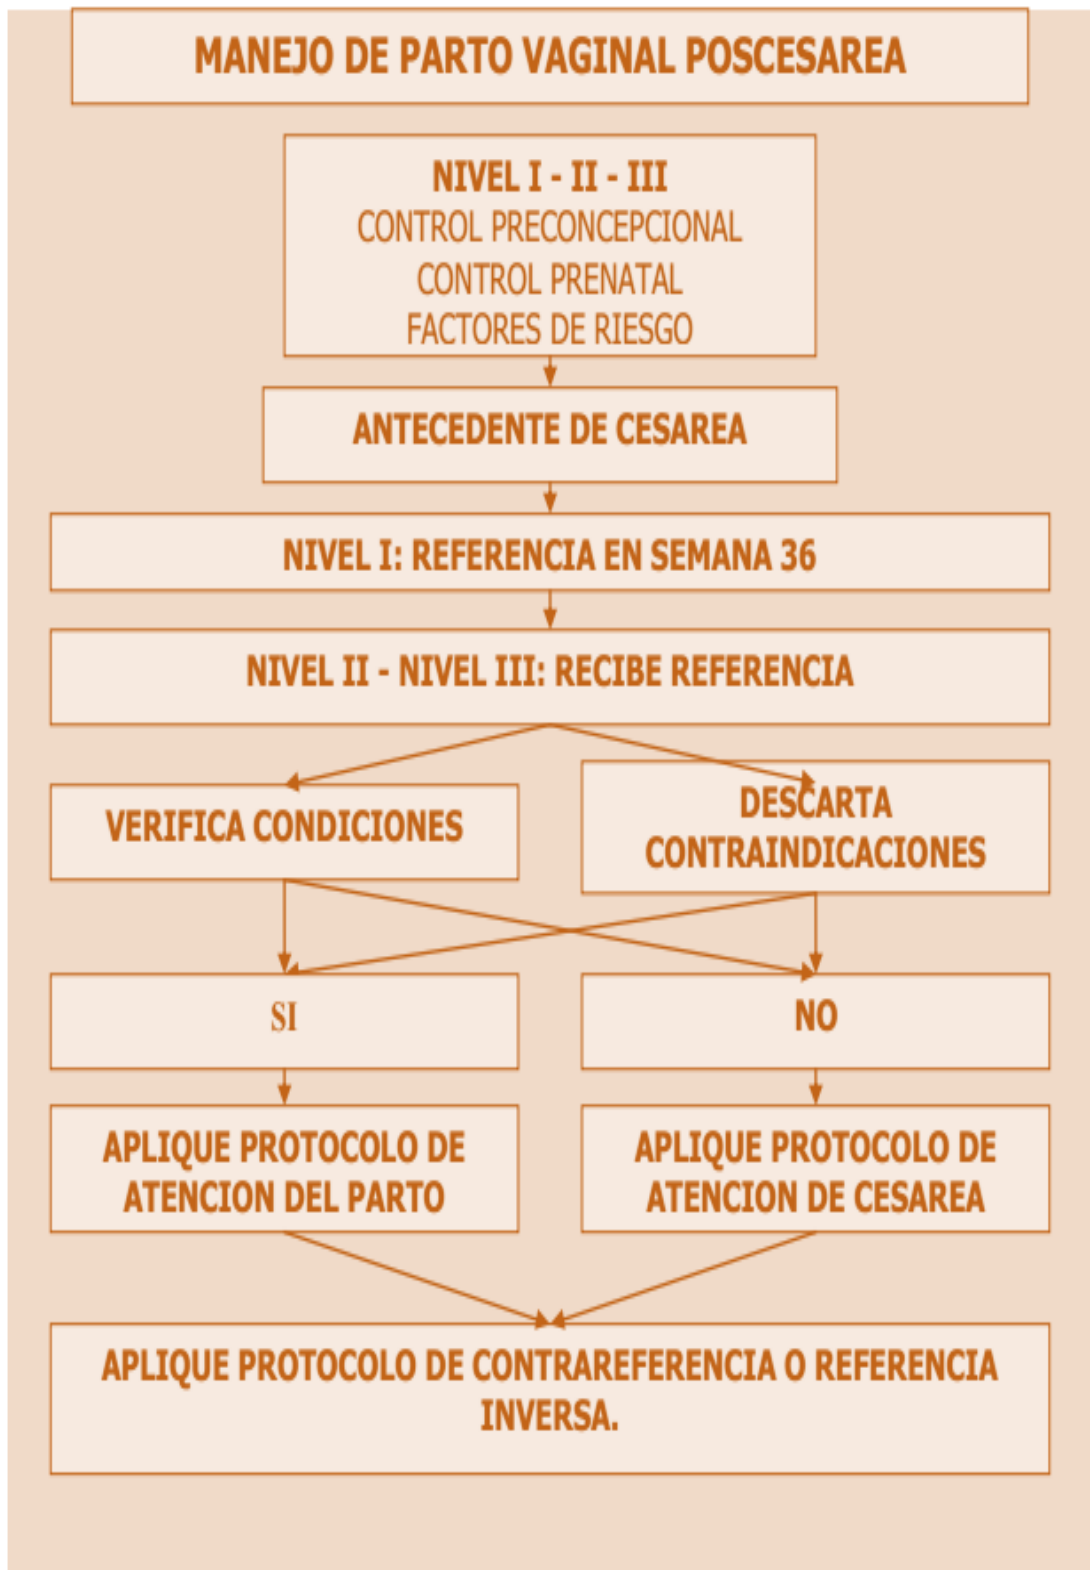 MANEJO DE PARTO VAGINAL POSCESAREA
NIVEL I - II - III
CONTROL PRECONCEPCIONAL
CONTROL PRENATAL
FACTORES DE RIESGO
ANTECEDENTE DE CESAREA
NIVEL I: REFERENCIA EN SEMANA 36
NIVEL II - NIVEL III: RECIBE REFERENCIA
VERIFICA CONDICIONES
DESCARTA
CONTRAINDICACIONES
SI
NO
APLIQUE PROTOCOLO DE
ATENCION DEL PARTO
APLIQUE PROTOCOLO DE
ATENCION DE CESAREA
APLIQUE PROTOCOLO DE CONTRAREFERENCIA O REFERENCIA
INVERSA.